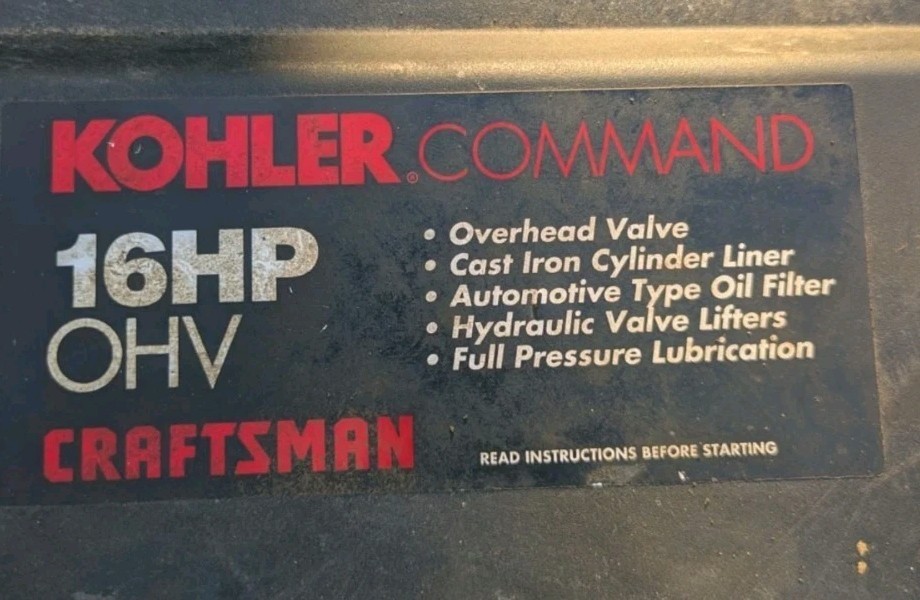 KOHLER® COMMAND
16HP
OHV
• Overhead Valve
• Cast Iron Cylinder Liner
• Automotive Type Oil Filter
• Hydraulic Valve Lifters
• Full Pressure Lubrication
CRAFTSMAN
READ INSTRUCTIONS BEFORE STARTING